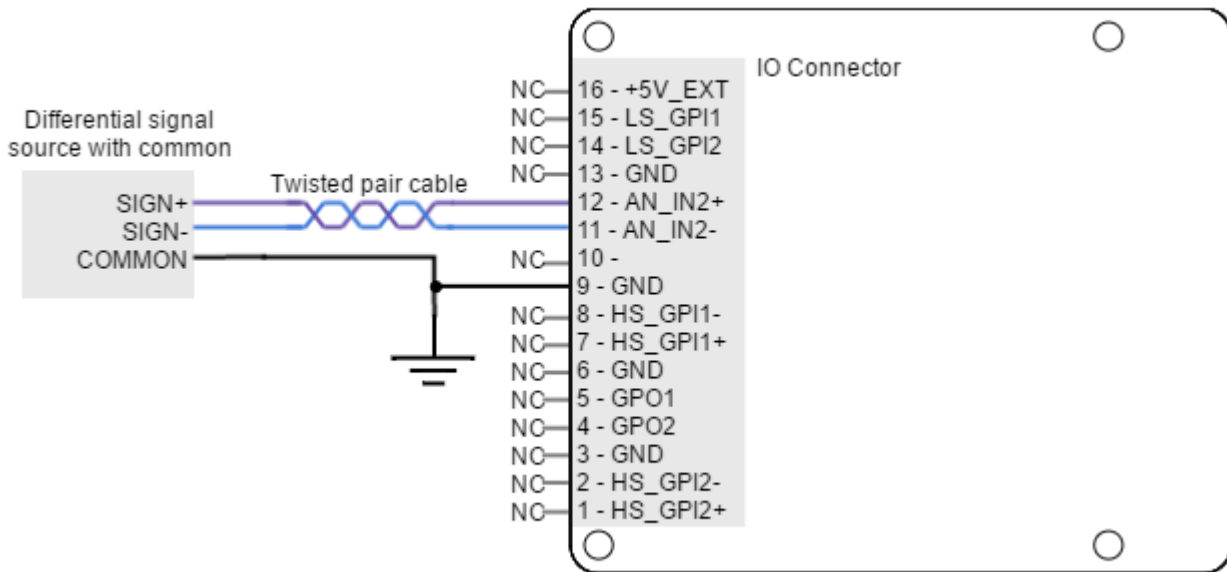 IO Connector
NC 16 - +5V_EXT
NC 15 - LS_GPI1
Differential signal
source with common
NC 14 - LS_GPI2
NC 13 - GND
Twisted pair cable
SIGN+ 12 - AN_IN2+
SIGN- 11 - AN_IN2-
COMMON
NC 10 -
9 - GND
NC 8 - HS_GPI1-
NC 7 - HS_GPI1+
NC 6 - GND
NC 5 - GPO1
NC 4 - GPO2
NC 3 - GND
NC 2 - HS_GPI2-
NC 1 - HS_GPI2+